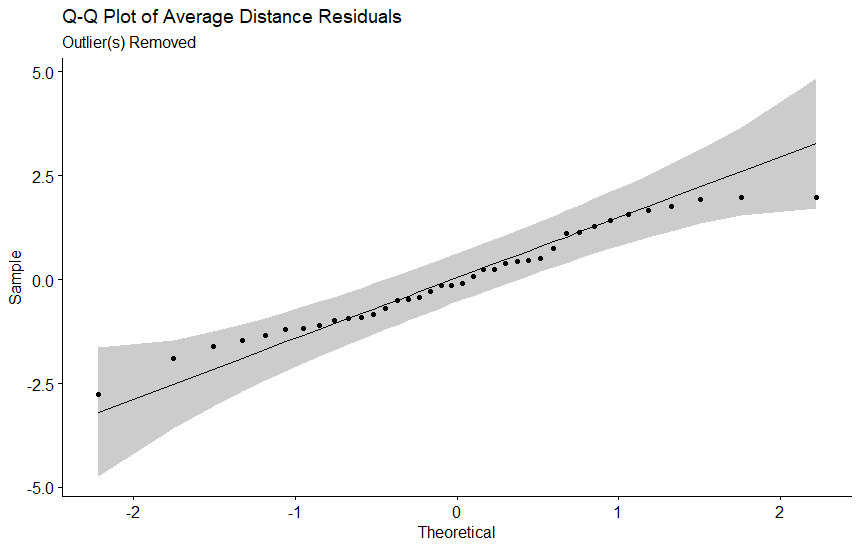 Q-Q Plot of Average Distance Residuals
Outlier(s) Removed
5.0
2.5
0.0
-2.5
-5.0
Sample
-2 -1 0 1 2
Theoretical